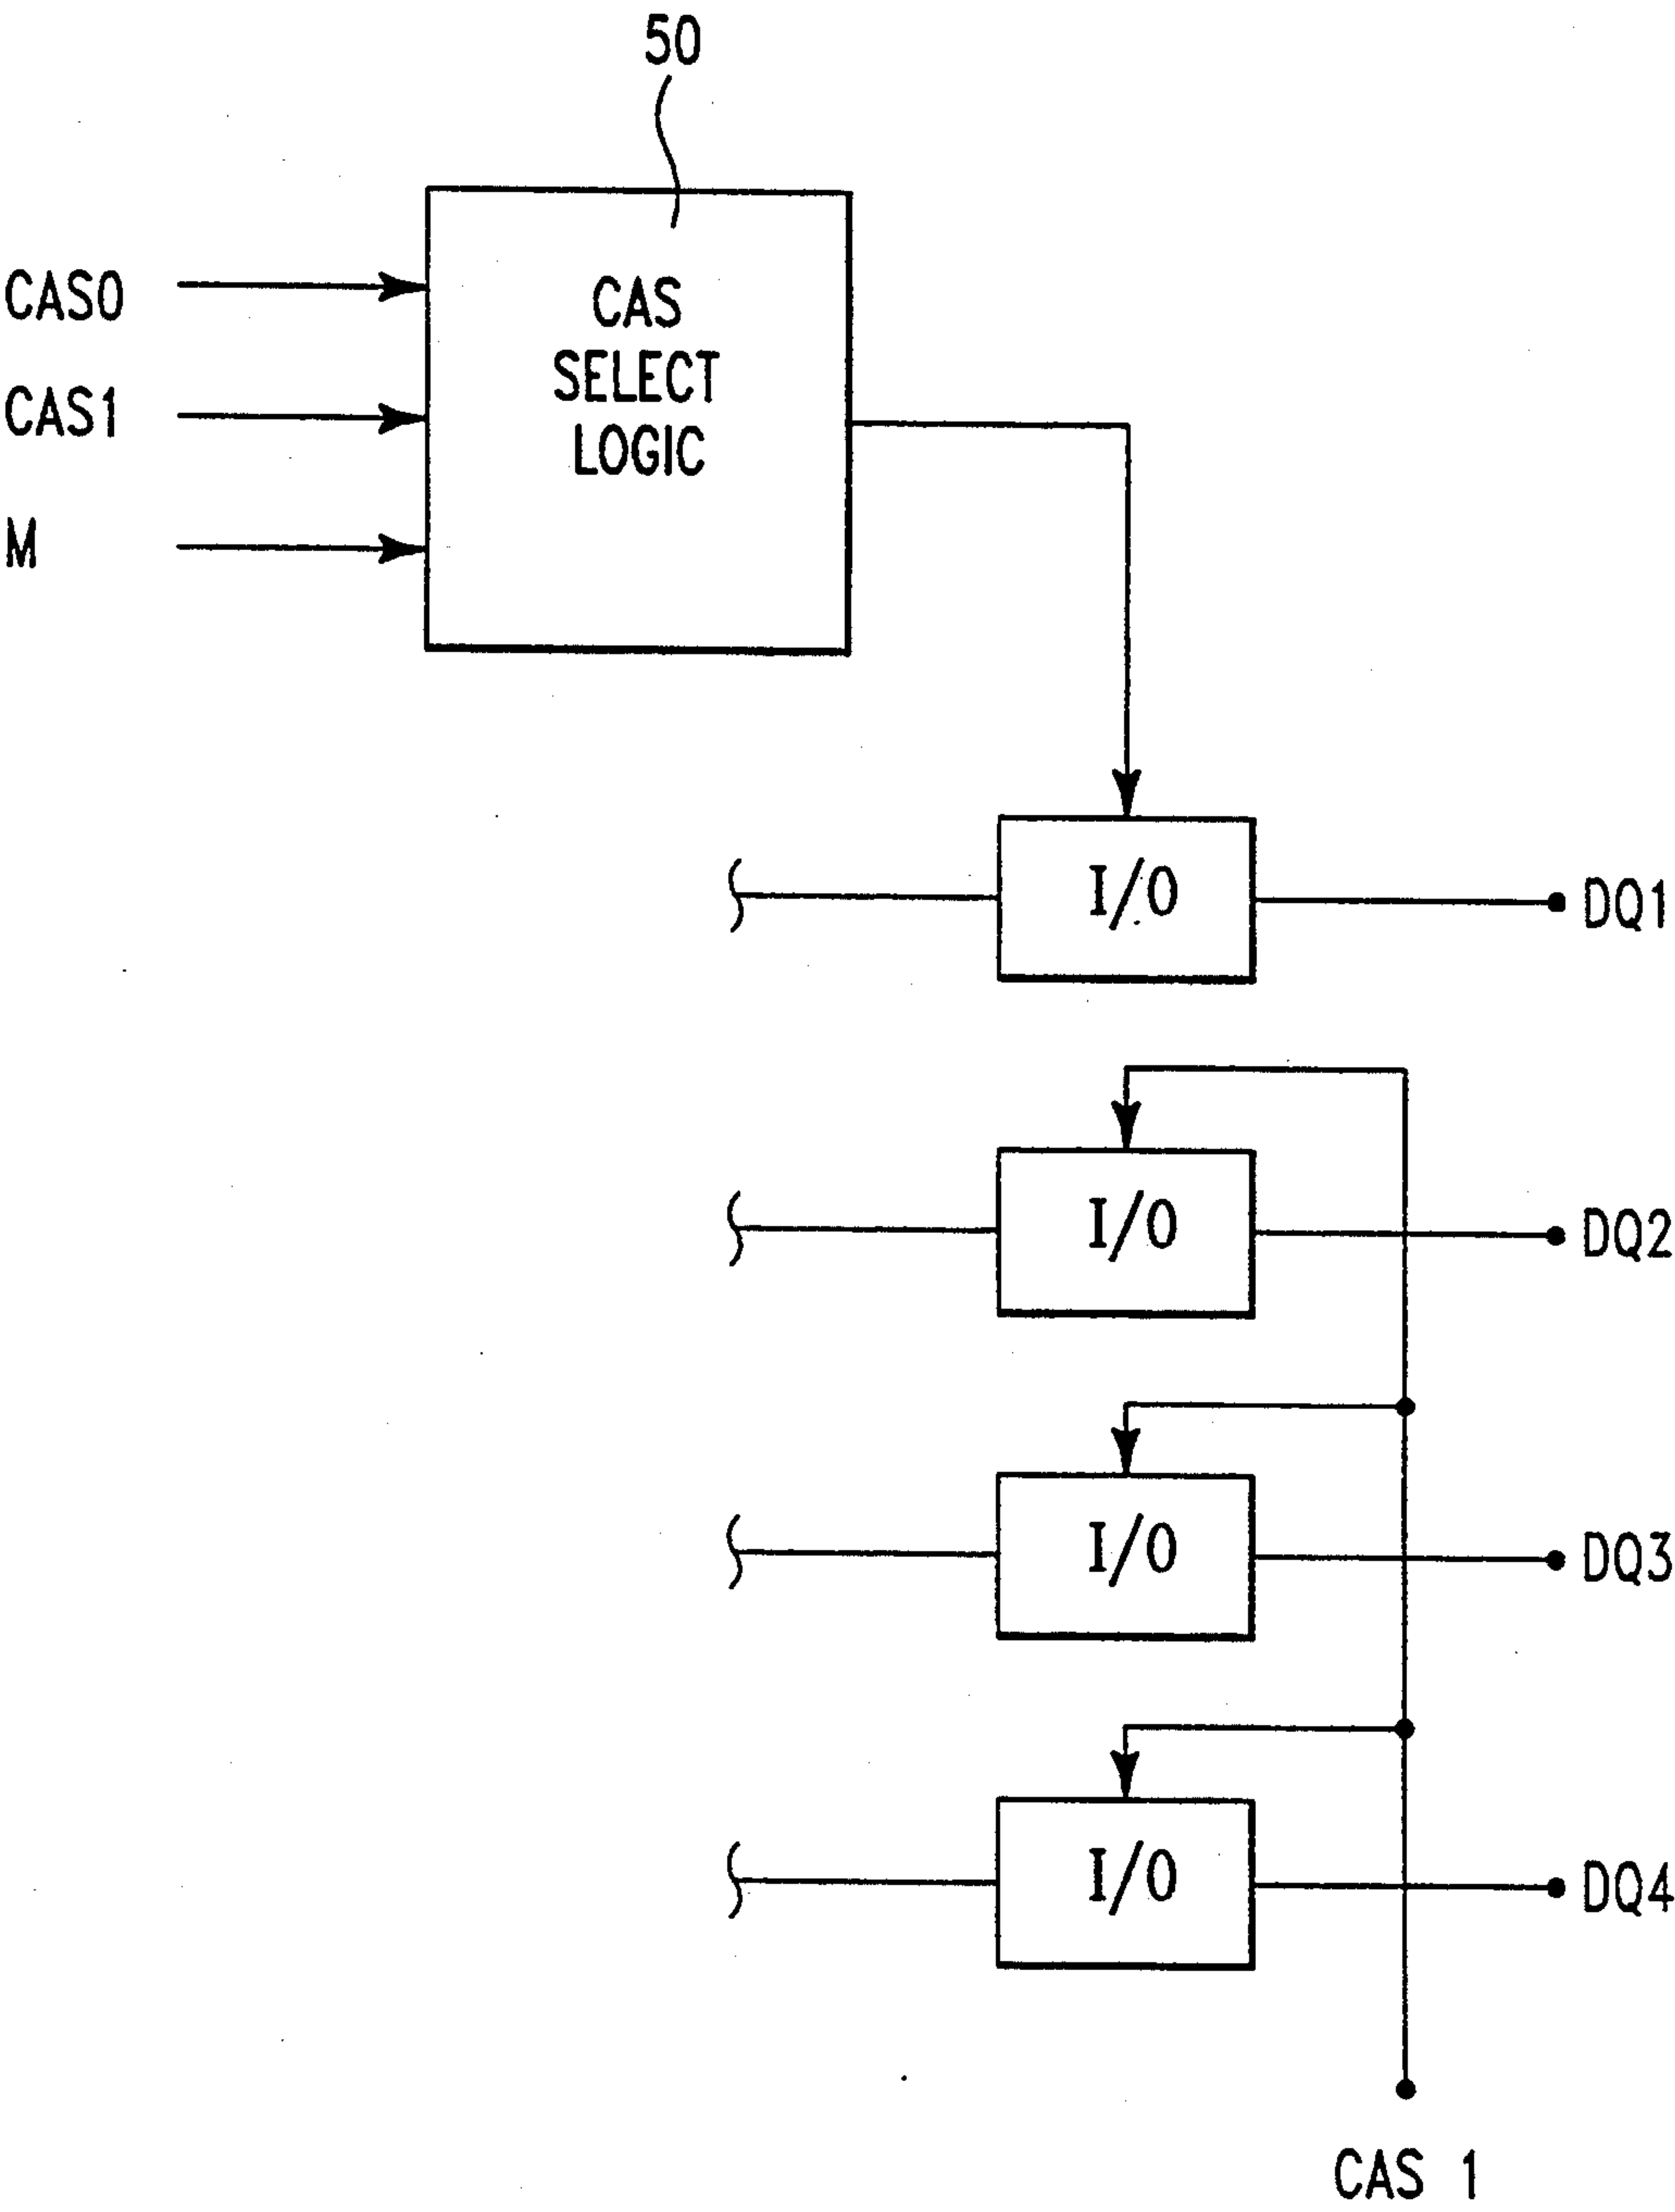 50
CAS0
CAS1
M
CAS
SELECT
LOGIC
I/O
DQ1
I/O
DQ2
I/O
DQ3
I/O
DQ4
CAS 1